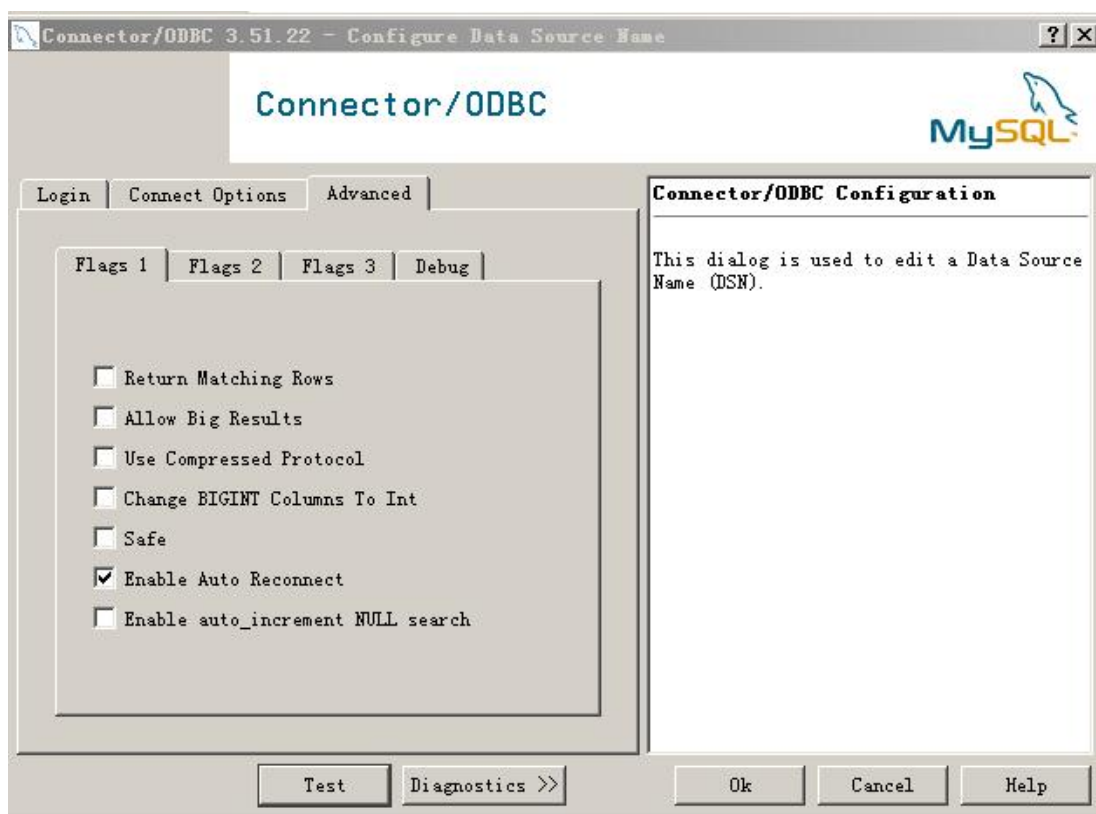 Connector/ODBC 3.51.22 - Configure Data Source Name
Connector/ODBC
MySQL
Login
Connect Options
Advanced
Flags 1
Flags 2
Flags 3
Debug
Return Matching Rows
Allow Big Results
Use Compressed Protocol
Change BIGINT Columns To Int
Safe
Enable Auto Reconnect
Enable auto_increment NULL search
Connector/ODBC Configuration
This dialog is used to edit a Data Source
Name (DSN).
Test
Diagnostics >>
Ok
Cancel
Help